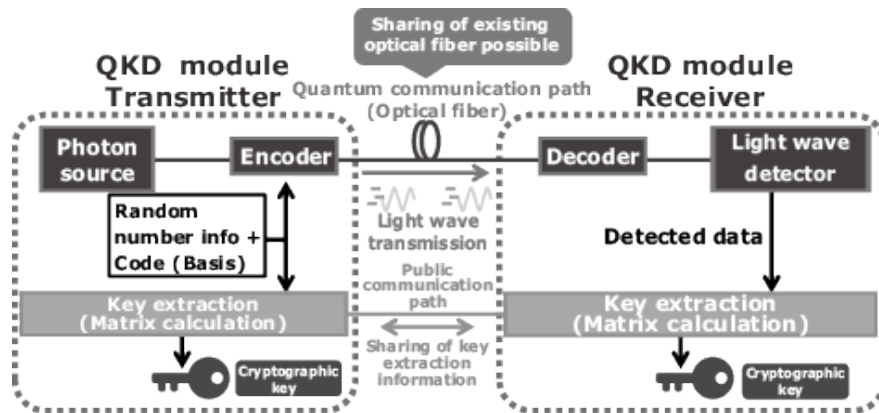 Sharing of existing
optical fiber possible
QKD module
Transmitter
Quantum communication path
(Optical fiber)
QKD module
Receiver
Photon
source
Encoder
Decoder
Light wave
detector
Random
number info +
Code (Basis)
Light wave
transmission
Detected data
Public
communication
path
Key extraction
(Matrix calculation)
Key extraction
(Matrix calculation)
Sharing of key
extraction
information
Cryptographic
key
Cryptographic
key